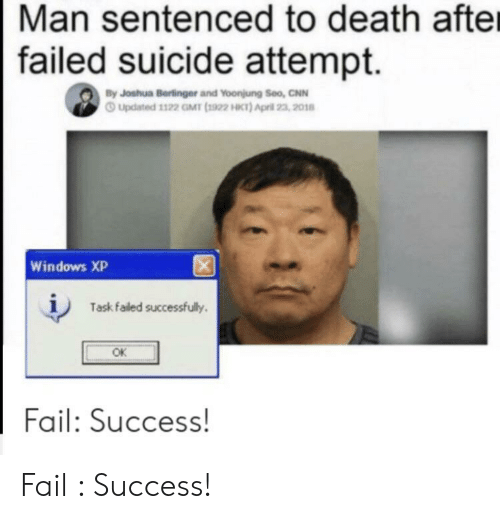 Man sentenced to death after
failed suicide attempt.
By Joshua Berlinger and Yoonjung Seo, CNN
Updated 1122 GMT (1922 HKT) April 23, 2018
Windows XP
Task failed successfully.
OK
Fail: Success!
Fail : Success!